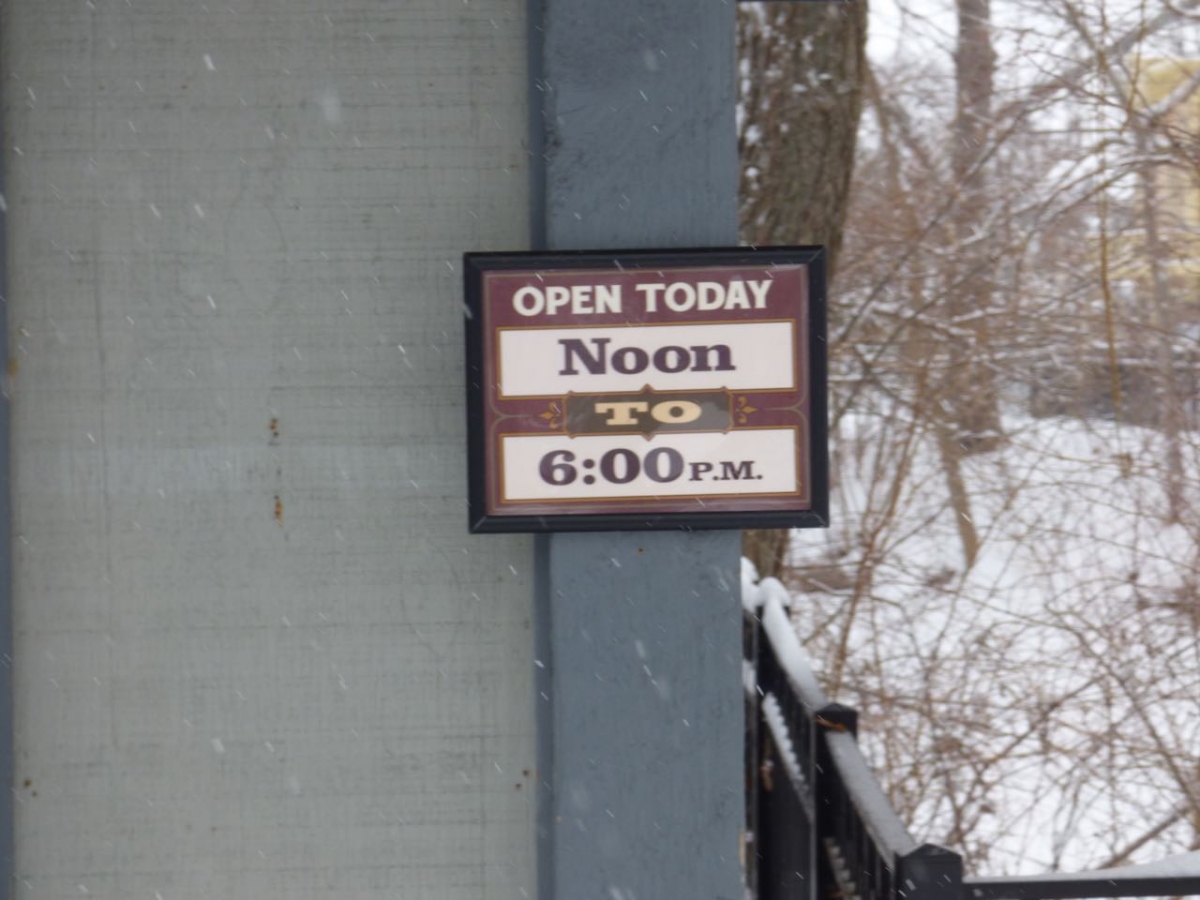 OPEN TODAY
Noon
TO
6:00 P.M.